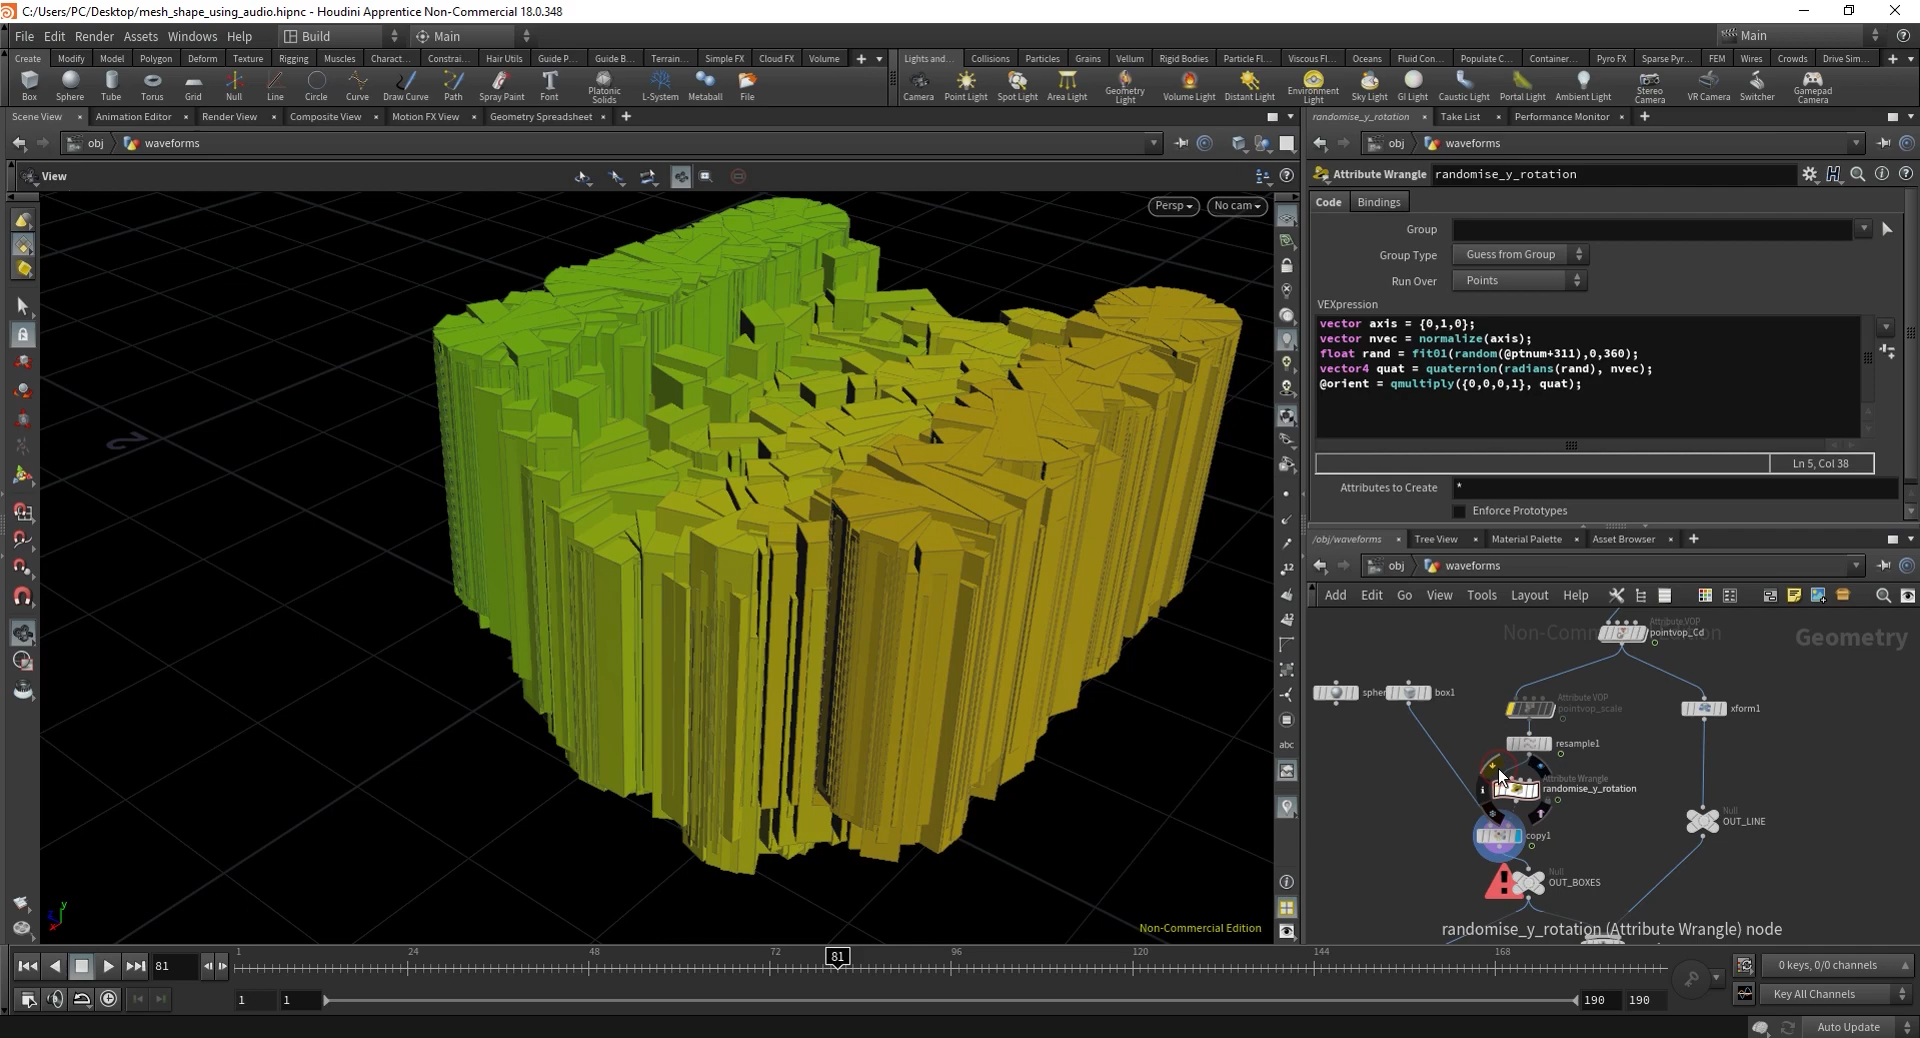 C:/Users/PC/Desktop/mesh_shape_using_audio.hipnc - Houdini Apprentice Non-Commercial 18.0.348
File Edit Render Assets Windows Help Build Main Main
Create Modify Model Polygon Deform Texture Rigging Muscles Charact... Constrai... Hair Utils Guide P... Guide B... Terrain... Simple FX Cloud FX Volume
Lights and... Collisions Particles Grains Vellum Rigid Bodies Particle Fl... Viscous Fl... Oceans Fluid Con... Populate C... Container... Pyro FX Sparse Pyr... FEM Wires Crowds Drive Sim...
Box Sphere Tube Torus Grid Null Line Circle Curve Draw Curve Path Spray Paint Font Platonic Solids L-System Metaball File
Camera Point Light Spot Light Area Light Geometry Light Volume Light Distant Light Environment Light Sky Light GI Light Caustic Light Portal Light Ambient Light Stereo Camera VR Camera Switcher Gamepad Camera
Scene View Animation Editor Render View Composite View Motion FX View Geometry Spreadsheet
randomise_y_rotation Take List Performance Monitor
obj waveforms
obj waveforms
View
Persp No cam
Attribute Wrangle randomise_y_rotation
Code Bindings
Group
Group Type Guess from Group
Run Over Points
VEXpression
vector axis = {0,1,0};
vector nvec = normalize(axis);
float rand = fit01(random(@ptnum+311),0,360);
vector4 quat = quaternion(radians(rand), nvec);
@orient = qmultiply({0,0,0,1}, quat);
Ln 5, Col 38
Attributes to Create *
Enforce Prototypes
/obj/waveforms Tree View Material Palette Asset Browser
obj waveforms
Add Edit Go View Tools Layout Help
Geometry
Attribute VOP
pointvop_Cd
spher box1
Attribute VOP
pointvop_scale
xform1
resample1
Attribute Wrangle
randomise_y_rotation
Null
OUT_LINE
copy1
Null
OUT_BOXES
randomise_y_rotation (Attribute Wrangle) node
abc
Non-Commercial Edition
81
1 24 48 72 81 96 120 144 168
0 keys, 0/0 channels
1 1 190 190
Key All Channels
Auto Update